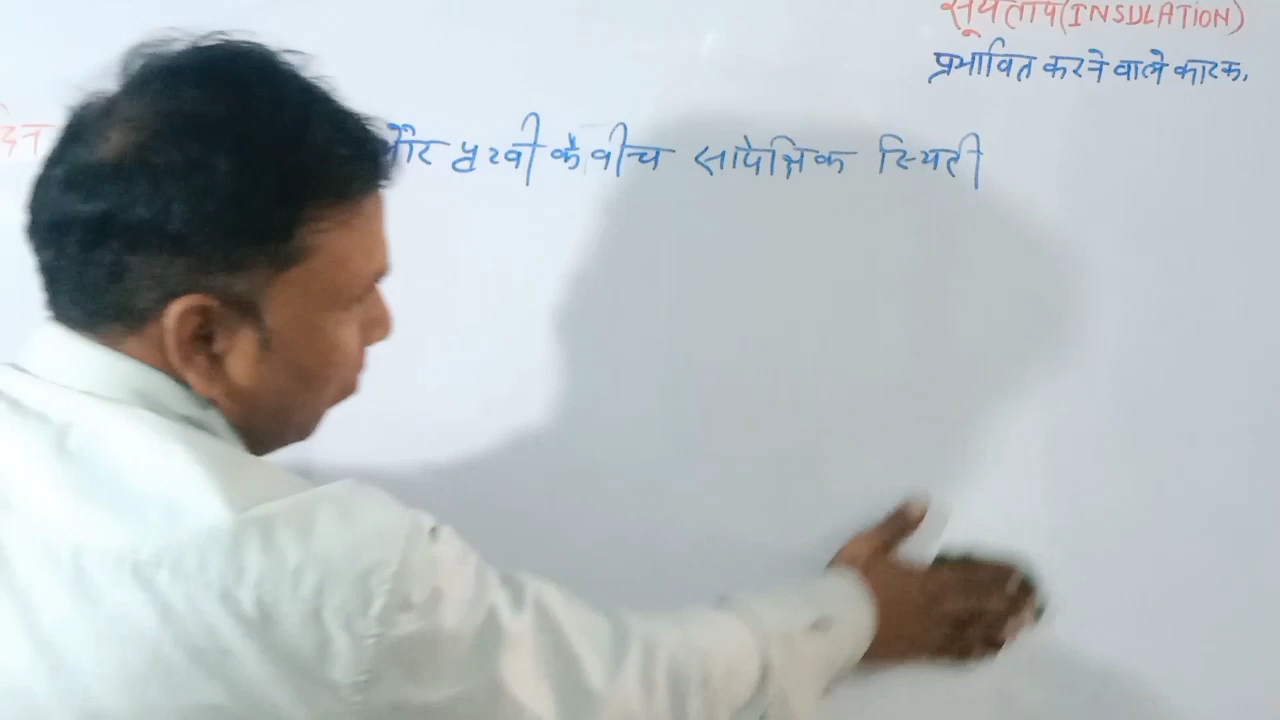 सूर्यताप(INSULATION)
प्रभावित करने वाले कारक.
और पृथ्वी के वीच सापेक्षिक स्थिती